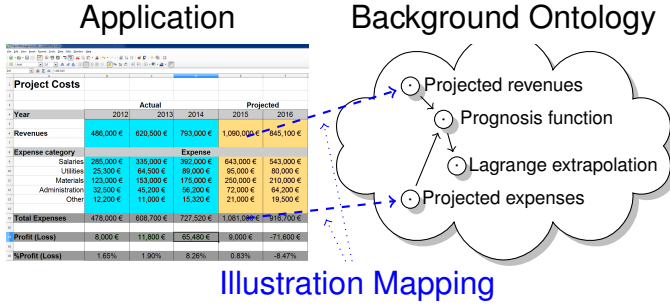 Application
Background Ontology
Project Costs
Actual Projected
Year 2012 2013 2014 2015 2016
Revenues 486,000 € 620,500 € 793,000 € 1,090,000 € 845,100 €
Expense category Expense
Salaries 285,000 € 335,000 € 392,000 € 643,000 € 543,000 €
Utilities 25,300 € 64,500 € 89,000 € 95,000 € 80,000 €
Materials 123,000 € 153,000 € 175,000 € 250,000 € 210,000 €
Administration 32,500 € 45,200 € 56,200 € 72,000 € 64,200 €
Other 12,200 € 11,000 € 15,320 € 21,000 € 19,500 €
Total Expenses 478,000 € 608,700 € 727,520 € 1,081,000 € 916,700 €
Profit (Loss) 8,000 € 11,800 € 65,480 € 9,000 € -71,600 €
%Profit (Loss) 1.65% 1.90% 8.26% 0.83% -8.47%
Projected revenues
Prognosis function
Lagrange extrapolation
Projected expenses
Illustration Mapping